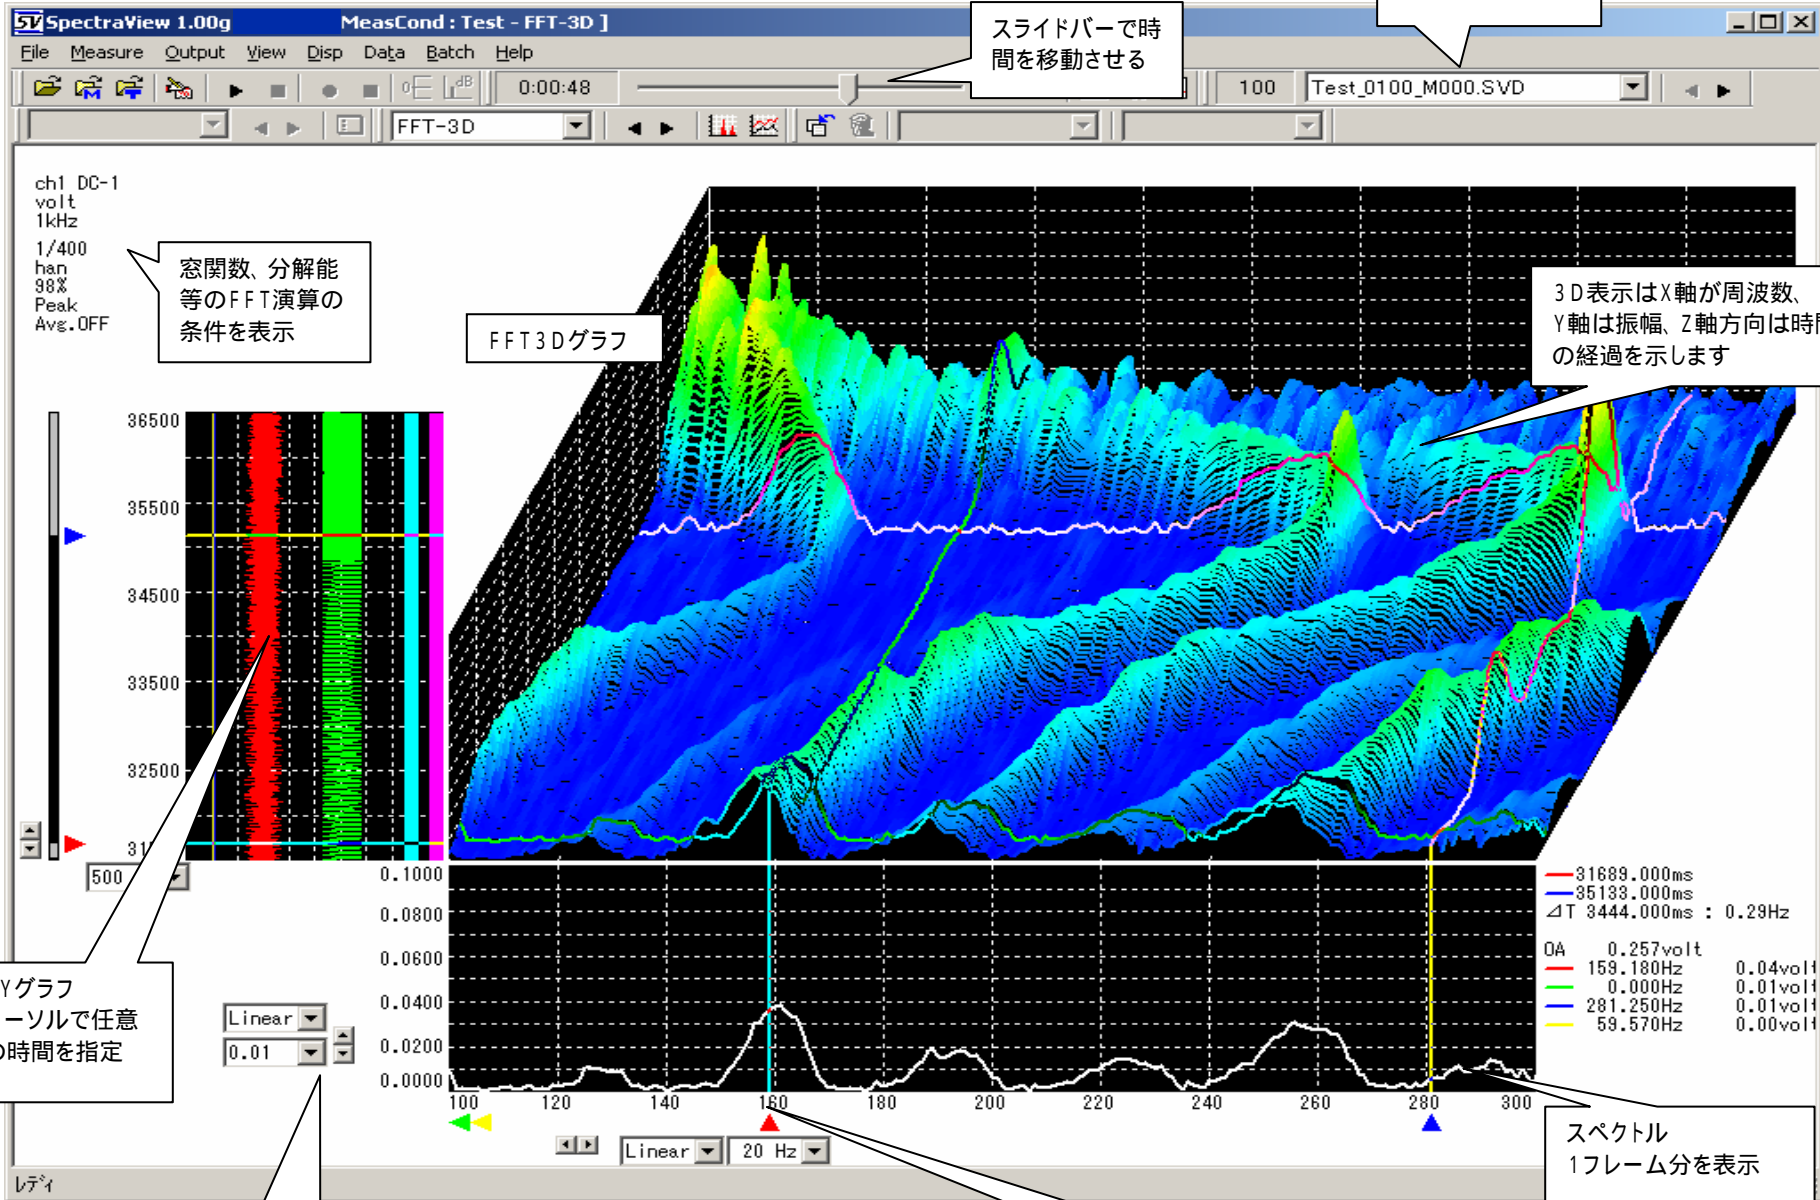 SpectraView 1.00g MeasCond : Test - FFT-3D ]
File Measure Output View Disp Data Batch Help
スライドバーで時
間を移動させる
0:00:48
100
Test_0100_M000.SVD
FFT-3D
ch1 DC-1
volt
1kHz
1/400
han
98%
Peak
Avg.OFF
窓関数、分解能
等のFFT演算の
条件を表示
FFT3Dグラフ
3D表示はX軸が周波数、
Y軸は振幅、Z軸方向は時
の経過を示します
36500
35500
34500
33500
32500
500
Yグラフ
ーソルで任意
の時間を指定
Linear
0.01
0.1000
0.0800
0.0600
0.0400
0.0200
0.0000
100 120 140 160 180 200 220 240 260 280 300
Linear 20 Hz
31689.000ms
35133.000ms
⊿T 3444.000ms : 0.29Hz
OA 0.257volt
159.180Hz 0.04volt
0.000Hz 0.01volt
281.250Hz 0.01volt
59.570Hz 0.00volt
スペクトル
1フレーム分を表示
レディ